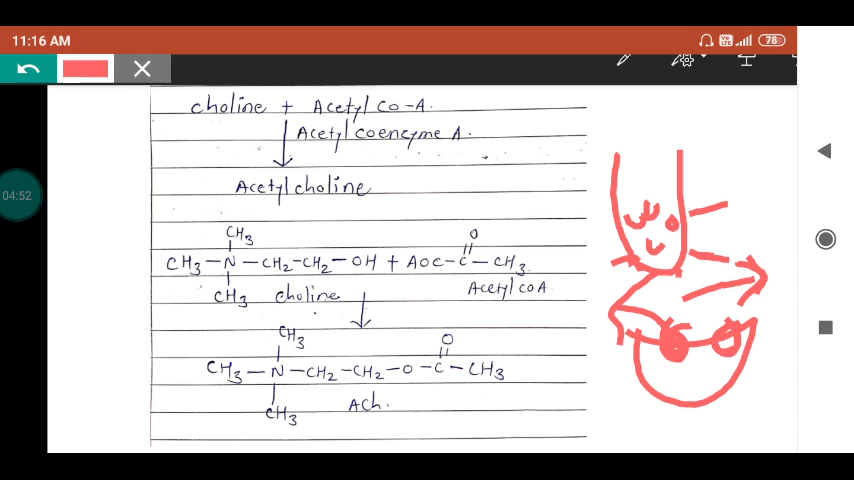 11:16 AM
78
04:52
choline + Acetyl Co-A.
Acetyl coenzyme A.
Acetylcholine
CH3 O
CH3-N-CH2-CH2-OH + AOC-C-CH3.
CH3 choline Acetyl CoA
CH3 O
CH3-N-CH2-CH2-O-C-CH3
CH3 ACh.